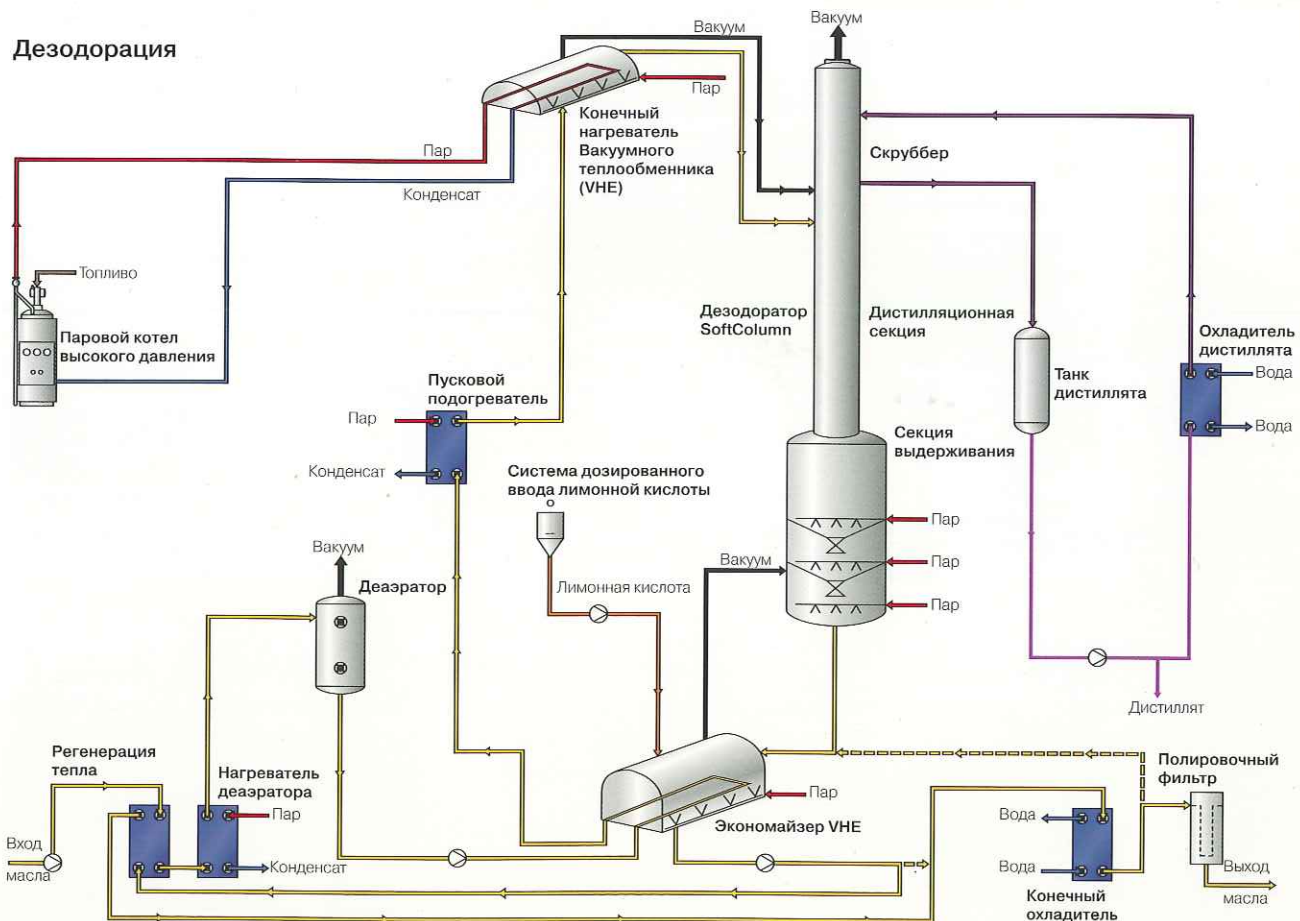 Дезодорация
Вакуум
Вакуум
Пар
Конечный
нагреватель
Вакуумного
теплообменника
(VHE)
Скруббер
Пар
Конденсат
Топливо
Паровой котел
высокого давления
Дезодоратор
SoftColumn
Дистилляционная
секция
Охладитель
дистиллята
Вода
Вода
Танк
дистиллята
Пусковой
подогреватель
Пар
Конденсат
Секция
выдерживания
Система дозированного
ввода лимонной кислоты
Пар
Пар
Пар
Вакуум
Деаэратор
Вакуум
Лимонная кислота
Дистиллят
Регенерация
тепла
Нагреватель
деаэратора
Пар
Конденсат
Вход
масла
Пар
Экономайзер VHE
Полировочный
фильтр
Вода
Вода
Конечный
охладитель
Выход
масла